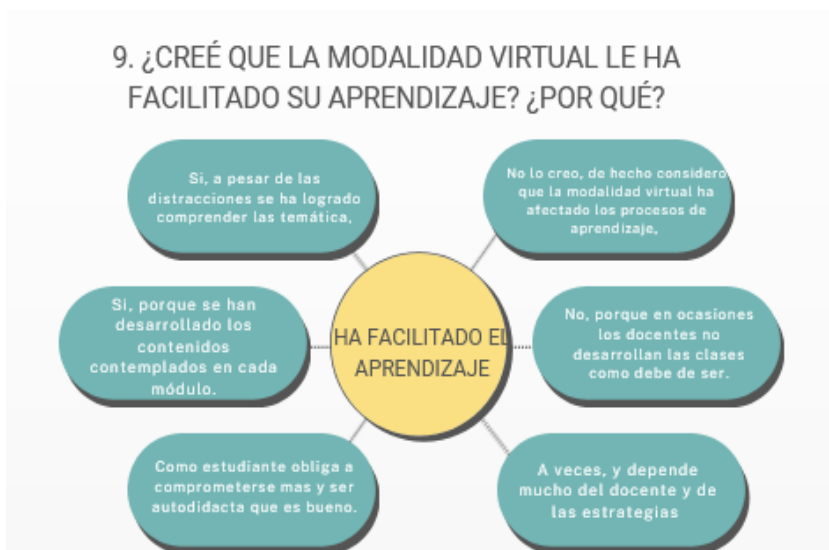 9. ¿CREÉ QUE LA MODALIDAD VIRTUAL LE HA
FACILITADO SU APRENDIZAJE? ¿POR QUÉ?
Si, a pesar de las
distracciones se ha logrado
comprender las temática,
No lo creo, de hecho considero
que la modalidad virtual ha
afectado los procesos de
aprendizaje,
Si, porque se han
desarrollado los
contenidos
contemplados en cada
módulo.
HA FACILITADO EL
APRENDIZAJE
No, porque en ocasiones
los docentes no
desarrollan las clases
como debe de ser.
Como estudiante obliga a
comprometerse mas y ser
autodidacta que es bueno.
A veces, y depende
mucho del docente y de
las estrategias